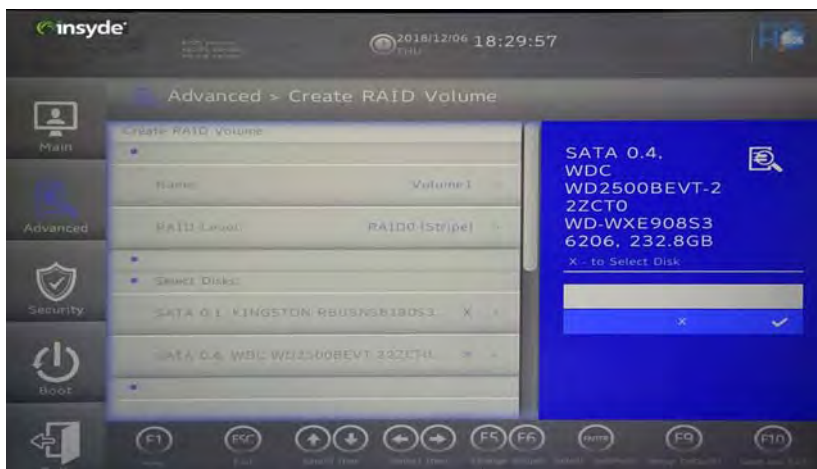 insyde
2018/12/06 18:29:57
THU
Advanced > Create RAID Volume
Main
Advanced
Security
Boot
Create RAID Volume
Name: Volume1
RAID Level: RAID0 (Stripe)
Select Disks:
SATA 0.1, KINGSTON X
SATA 0.4, WDC WD2500BEVT-22ZCT0 X
SATA 0.4,
WDC
WD2500BEVT-2
2ZCT0
WD-WXE908S3
6206, 232.8GB
X - to Select Disk
X
F1 ESC F5 F6 ENTER F9 F10